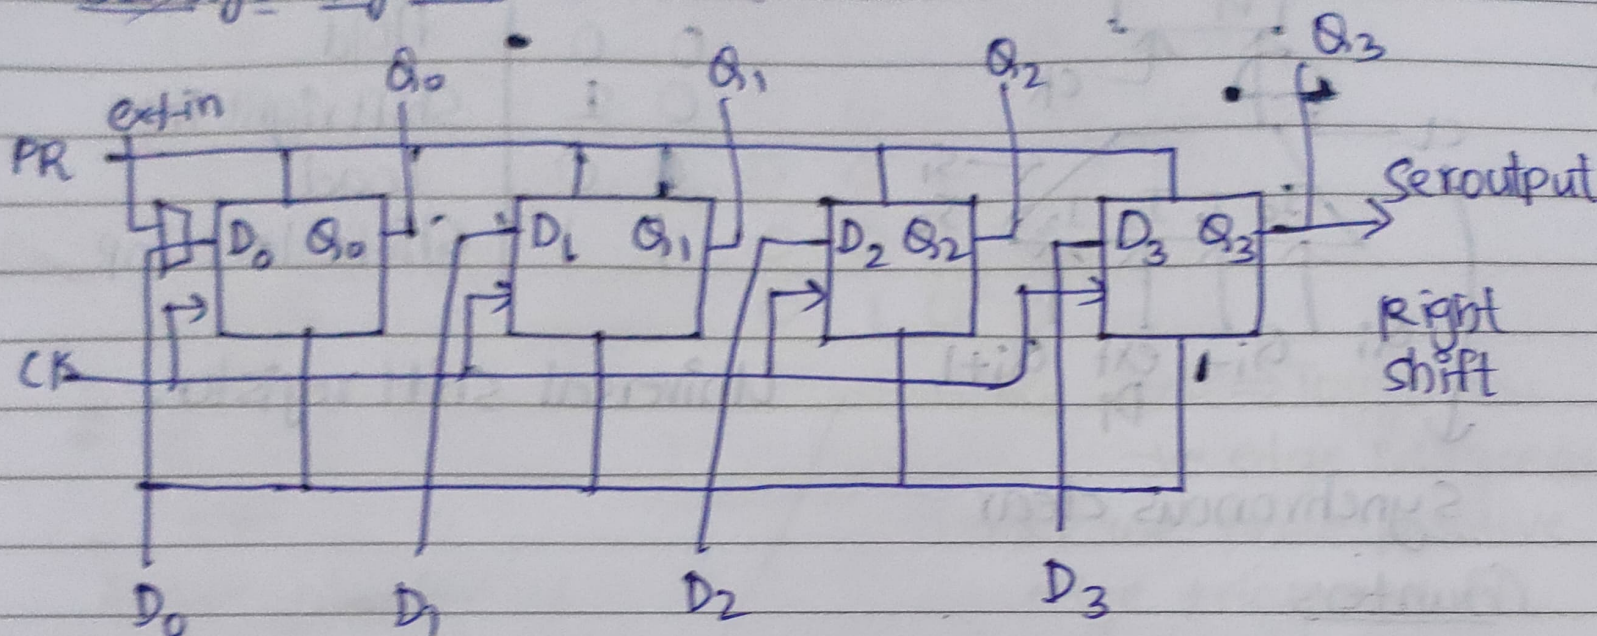 Q0 Q1 Q2 Q3
ext-in
PR
Seroutput
D0 Q0 D1 Q1 D2 Q2 D3 Q3
Right
shift
CK
D0 D1 D2 D3